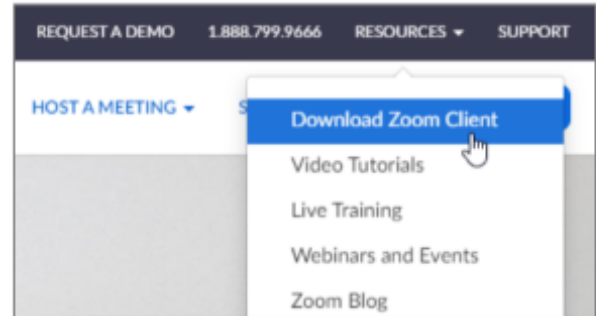 REQUEST A DEMO 1.888.799.9666 RESOURCES SUPPORT
HOST A MEETING S
Download Zoom Client
Video Tutorials
Live Training
Webinars and Events
Zoom Blog